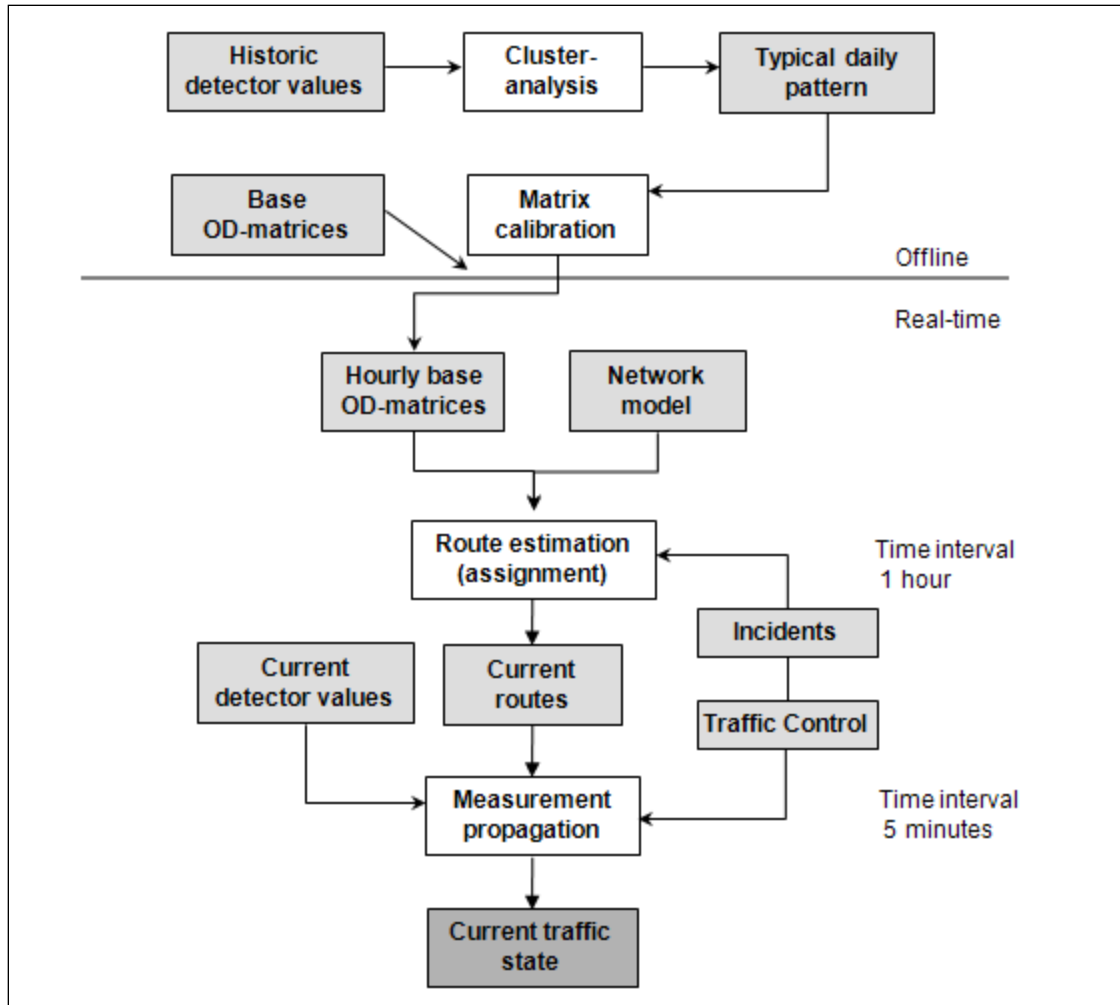 Historic
detector values
Cluster-
analysis
Typical daily
pattern
Base
OD-matrices
Matrix
calibration
Offline
Real-time
Hourly base
OD-matrices
Network
model
Route estimation
(assignment)
Time interval
1 hour
Incidents
Current
detector values
Current
routes
Traffic Control
Measurement
propagation
Time interval
5 minutes
Current traffic
state